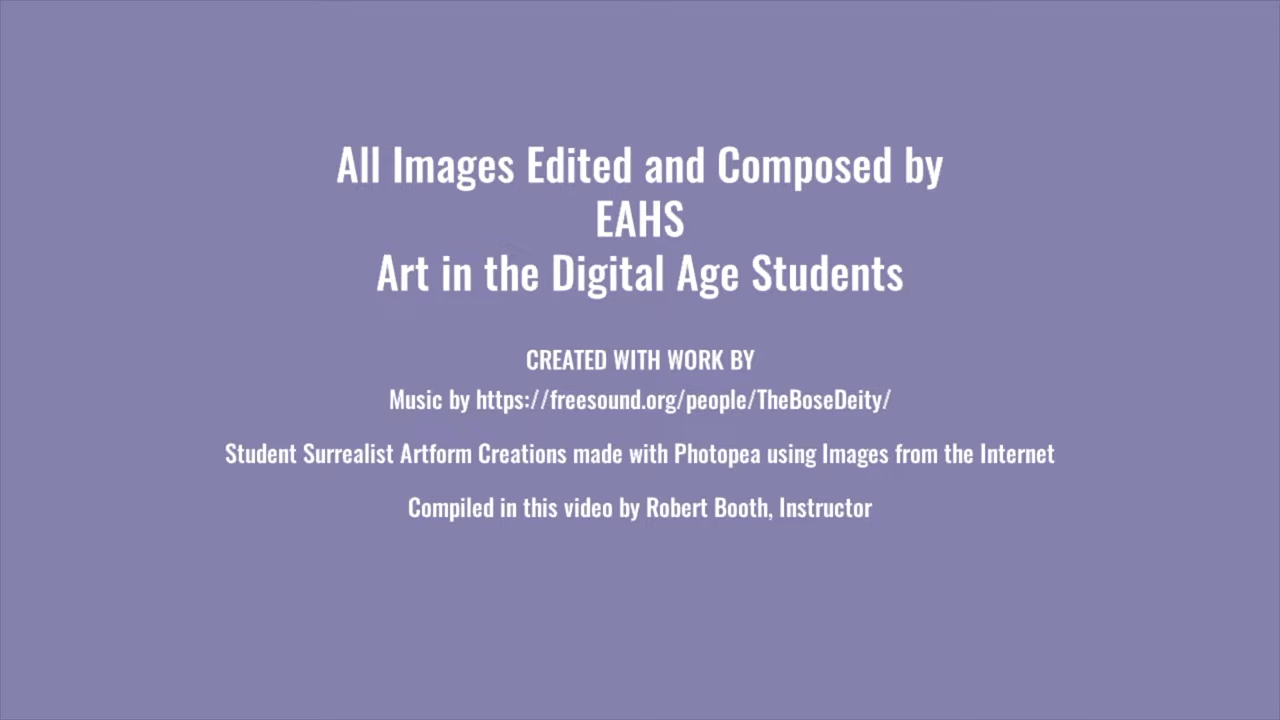 All Images Edited and Composed by
EAHS
Art in the Digital Age Students
CREATED WITH WORK BY
Music by https://freesound.org/people/TheBoseDeity/
Student Surrealist Artform Creations made with Photopea using Images from the Internet
Compiled in this video by Robert Booth, Instructor